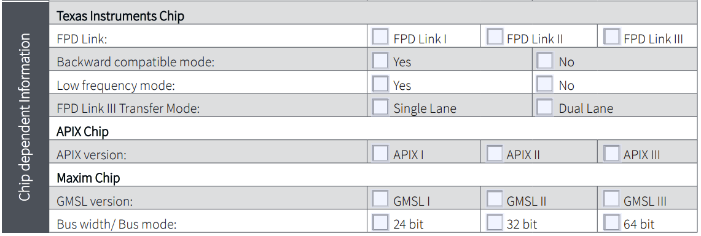 Chip dependent Information
Texas Instruments Chip
FPD Link: FPD Link I FPD Link II FPD Link III
Backward compatible mode: Yes No
Low frequency mode: Yes No
FPD Link III Transfer Mode: Single Lane Dual Lane
APIX Chip
APIX version: APIX I APIX II APIX III
Maxim Chip
GMSL version: GMSL I GMSL II GMSL III
Bus width/ Bus mode: 24 bit 32 bit 64 bit